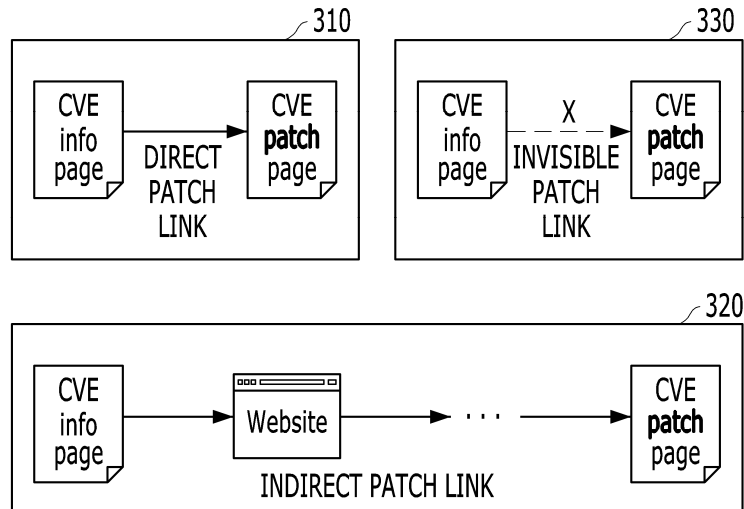 310
CVE
info
page
DIRECT
PATCH
LINK
CVE
patch
page
330
CVE
info
page
X
INVISIBLE
PATCH
LINK
CVE
patch
page
320
CVE
info
page
Website
. . .
CVE
patch
page
INDIRECT PATCH LINK